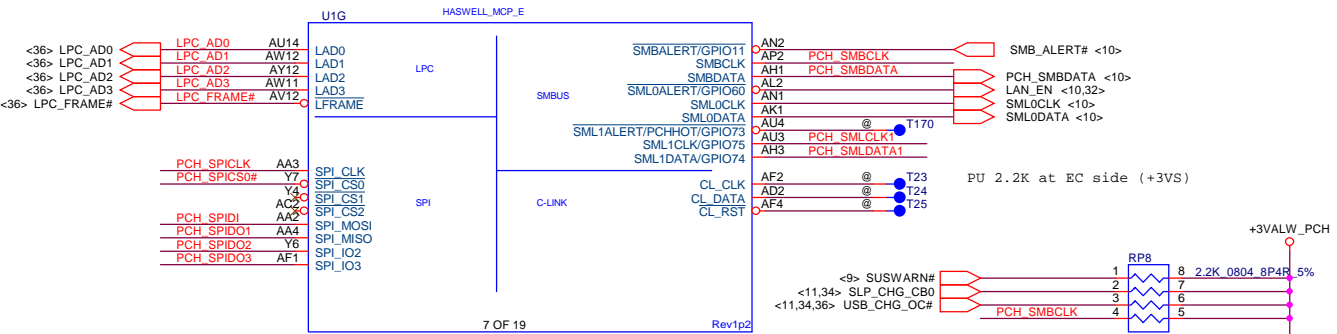 U1G
HASWELL_MCP_E
<36> LPC_AD0 LPC_AD0 AU14 LAD0
<36> LPC_AD1 LPC_AD1 AW12 LAD1
<36> LPC_AD2 LPC_AD2 AY12 LAD2
<36> LPC_AD3 LPC_AD3 AW11 LAD3
<36> LPC_FRAME# LPC_FRAME# AV12 LFRAME
LPC
SMBUS
SMBALERT/GPIO11 AN2 SMB_ALERT# <10>
SMBCLK AP2 PCH_SMBCLK
SMBDATA AH1 PCH_SMBDATA PCH_SMBDATA <10>
SML0ALERT/GPIO60 AL2 LAN_EN <10,32>
SML0CLK AN1 SML0CLK <10>
SML0DATA AK1 SML0DATA <10>
SML1ALERT/PCHHOT/GPIO73 AU4 @ T170
SML1CLK/GPIO75 AU3 PCH_SMLCLK1
SML1DATA/GPIO74 AH3 PCH_SMLDATA1
PCH_SPICLK AA3 SPI_CLK
PCH_SPICS0# Y7 SPI_CS0
Y4 SPI_CS1
AC2 SPI_CS2
PCH_SPIDI AA2 SPI_MOSI
PCH_SPIDO1 AA4 SPI_MISO
PCH_SPIDO2 Y6 SPI_IO2
PCH_SPIDO3 AF1 SPI_IO3
SPI
C-LINK
CL_CLK AF2 @ T23
CL_DATA AD2 @ T24
CL_RST AF4 @ T25
PU 2.2K at EC side (+3VS)
7 OF 19
Rev1p2
+3VALW_PCH
RP8
<9> SUSWARN# 1 8 2.2K_0804_8P4R_5%
<11,34> SLP_CHG_CB0 2 7
<11,34,36> USB_CHG_OC# 3 6
PCH_SMBCLK 4 5